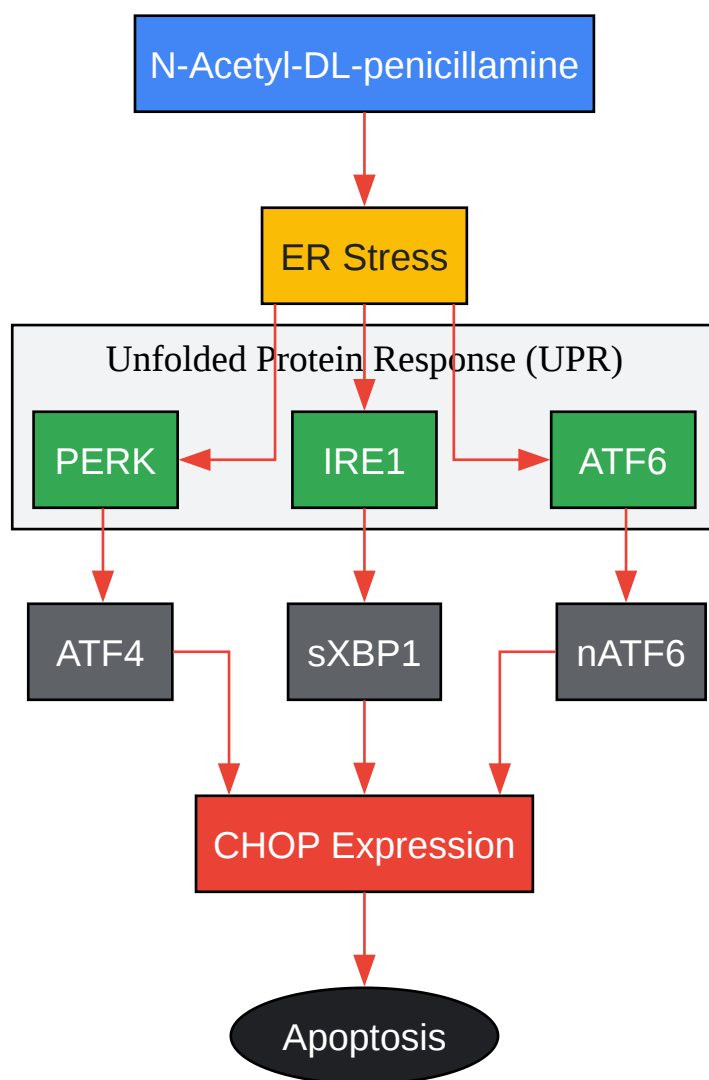 N-Acetyl-DL-penicillamine
ER Stress
Unfolded Protein Response (UPR)
PERK
IRE1
ATF6
ATF4
sXBP1
nATF6
CHOP Expression
Apoptosis